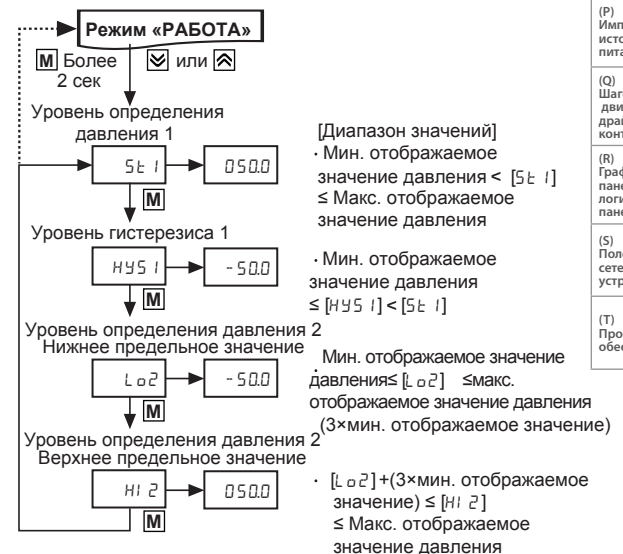 Режим «РАБОТА»
M Более
2 сек
или
Уровень определения
давления 1
St 1
050.0
M
Уровень гистерезиса 1
HYS 1
-50.0
M
Уровень определения давления 2
Нижнее предельное значение
Lo2
-50.0
M
Уровень определения давления 2
Верхнее предельное значение
HI 2
050.0
M
[Диапазон значений]
· Мин. отображаемое
значение давления < [St 1]
≤ Макс. отображаемое
значение давления
· Мин. отображаемое
значение давления
≤ [HYS 1] < [St 1]
· Мин. отображаемое значение
давления≤ [Lo2] ≤макс.
отображаемое значение давления
(3×мин. отображаемое значение)
· [Lo2]+(3×мин. отображаемое
значение) ≤ [HI 2]
≤ Макс. отображаемое
значение давления
(P)
(Q)
(R)
(S)
(T)